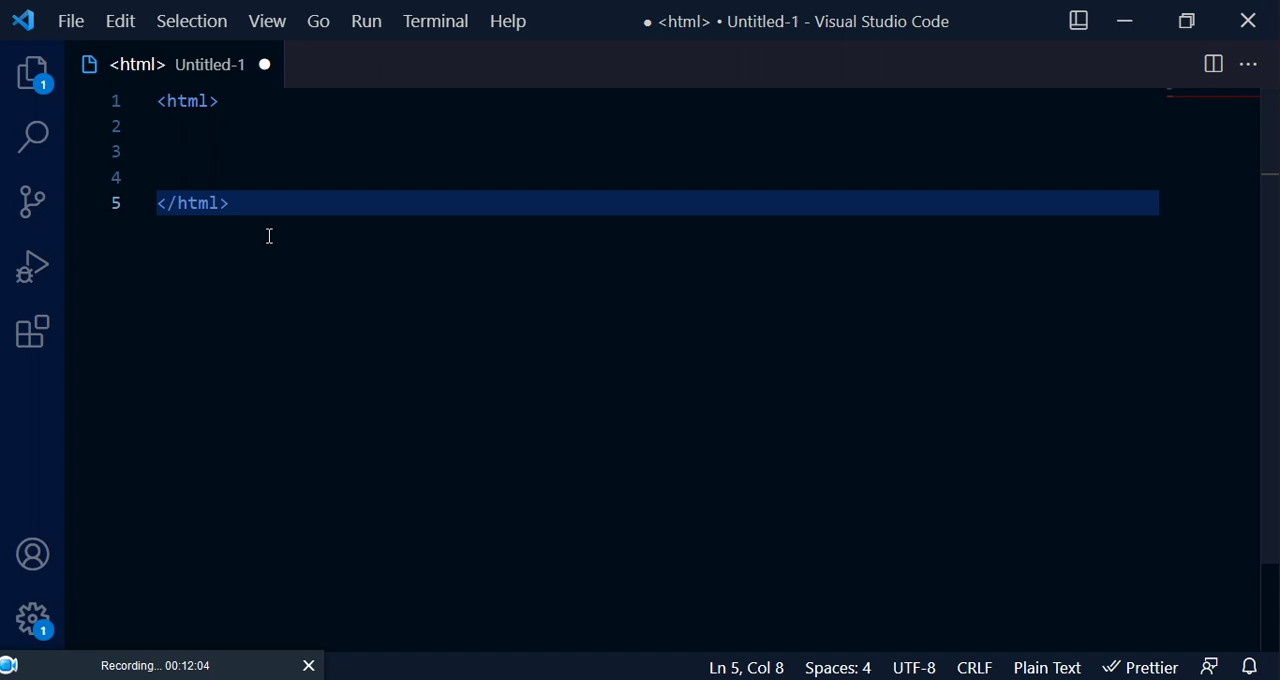 File Edit Selection View Go Run Terminal Help ● <html> • Untitled-1 - Visual Studio Code
1
<html> Untitled-1 ●
1 <html>
2
3
4
5 </html>
1
Recording... 00:12:04
Ln 5, Col 8 Spaces: 4 UTF-8 CRLF Plain Text Prettier